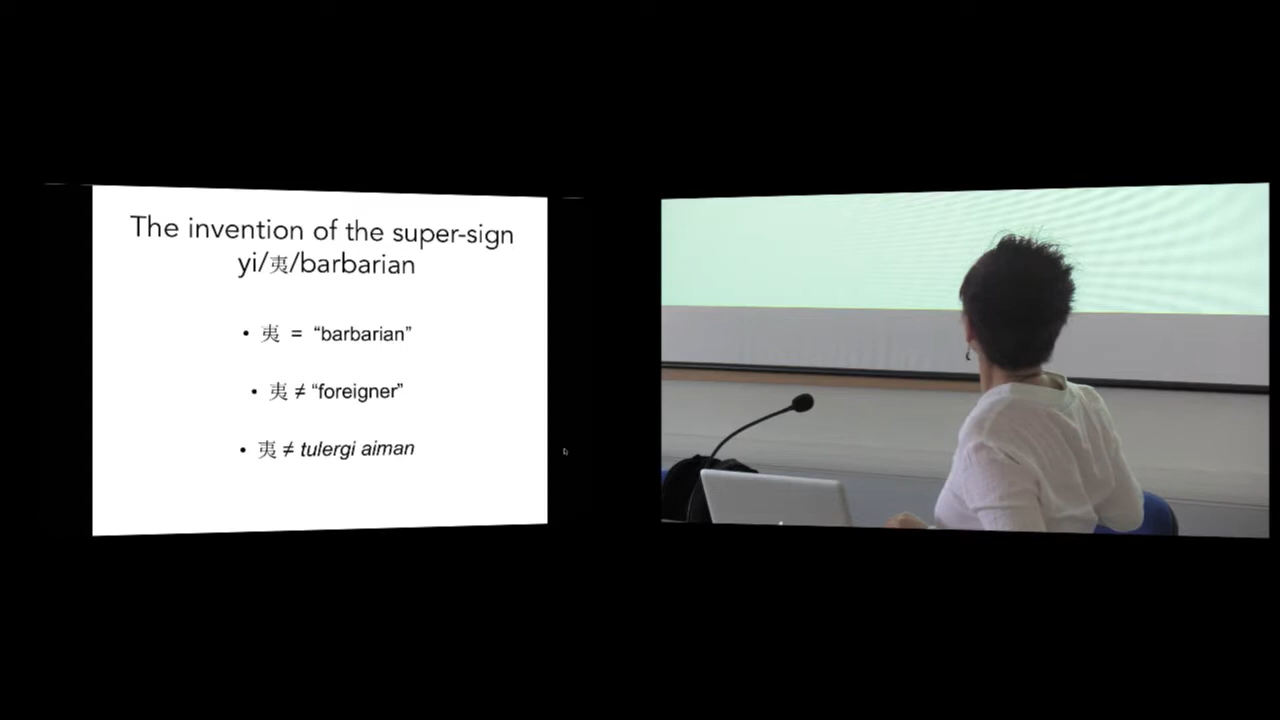 The invention of the super-sign
yi/夷/barbarian
• 夷 = “barbarian”
• 夷 ≠ “foreigner”
• 夷 ≠ tulergi aiman